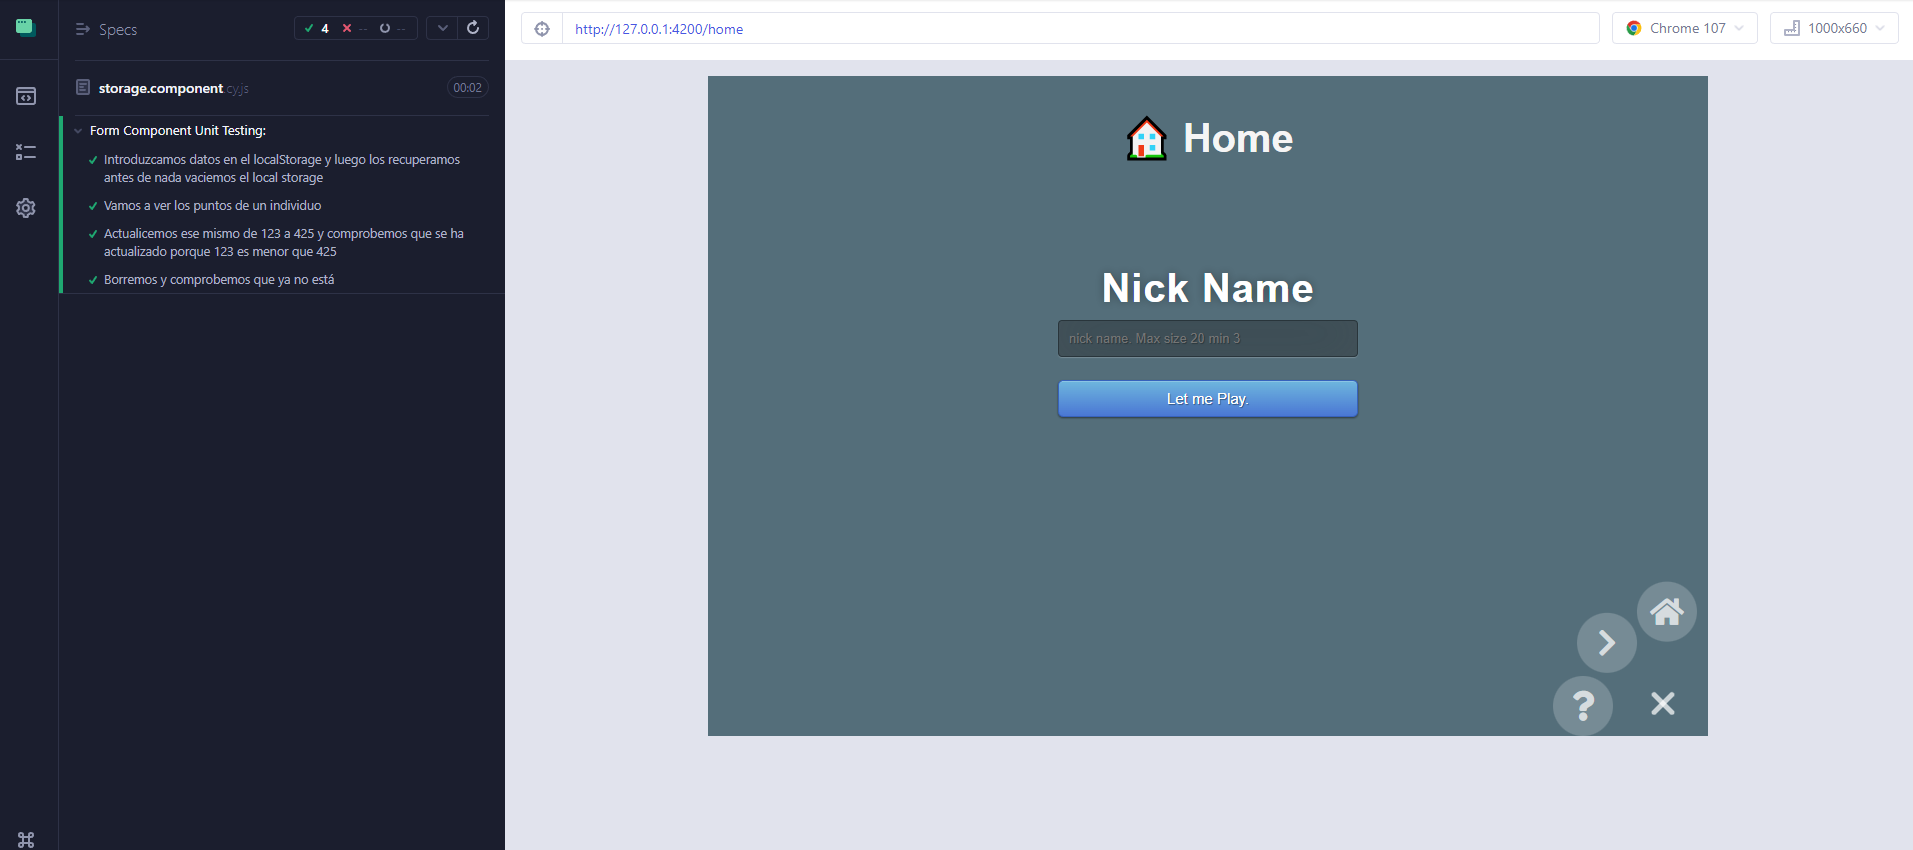 Specs
4 -- --
storage.component.cy.js
00:02
Form Component Unit Testing:
Introduzcamos datos en el localStorage y luego los recuperamos
antes de nada vaciemos el local storage
Vamos a ver los puntos de un individuo
Actualicemos ese mismo de 123 a 425 y comprobemos que se ha
actualizado porque 123 es menor que 425
Borremos y comprobemos que ya no está
http://127.0.0.1:4200/home
Chrome 107
1000x660
Home
Nick Name
nick name. Max size 20 min 3
Let me Play.